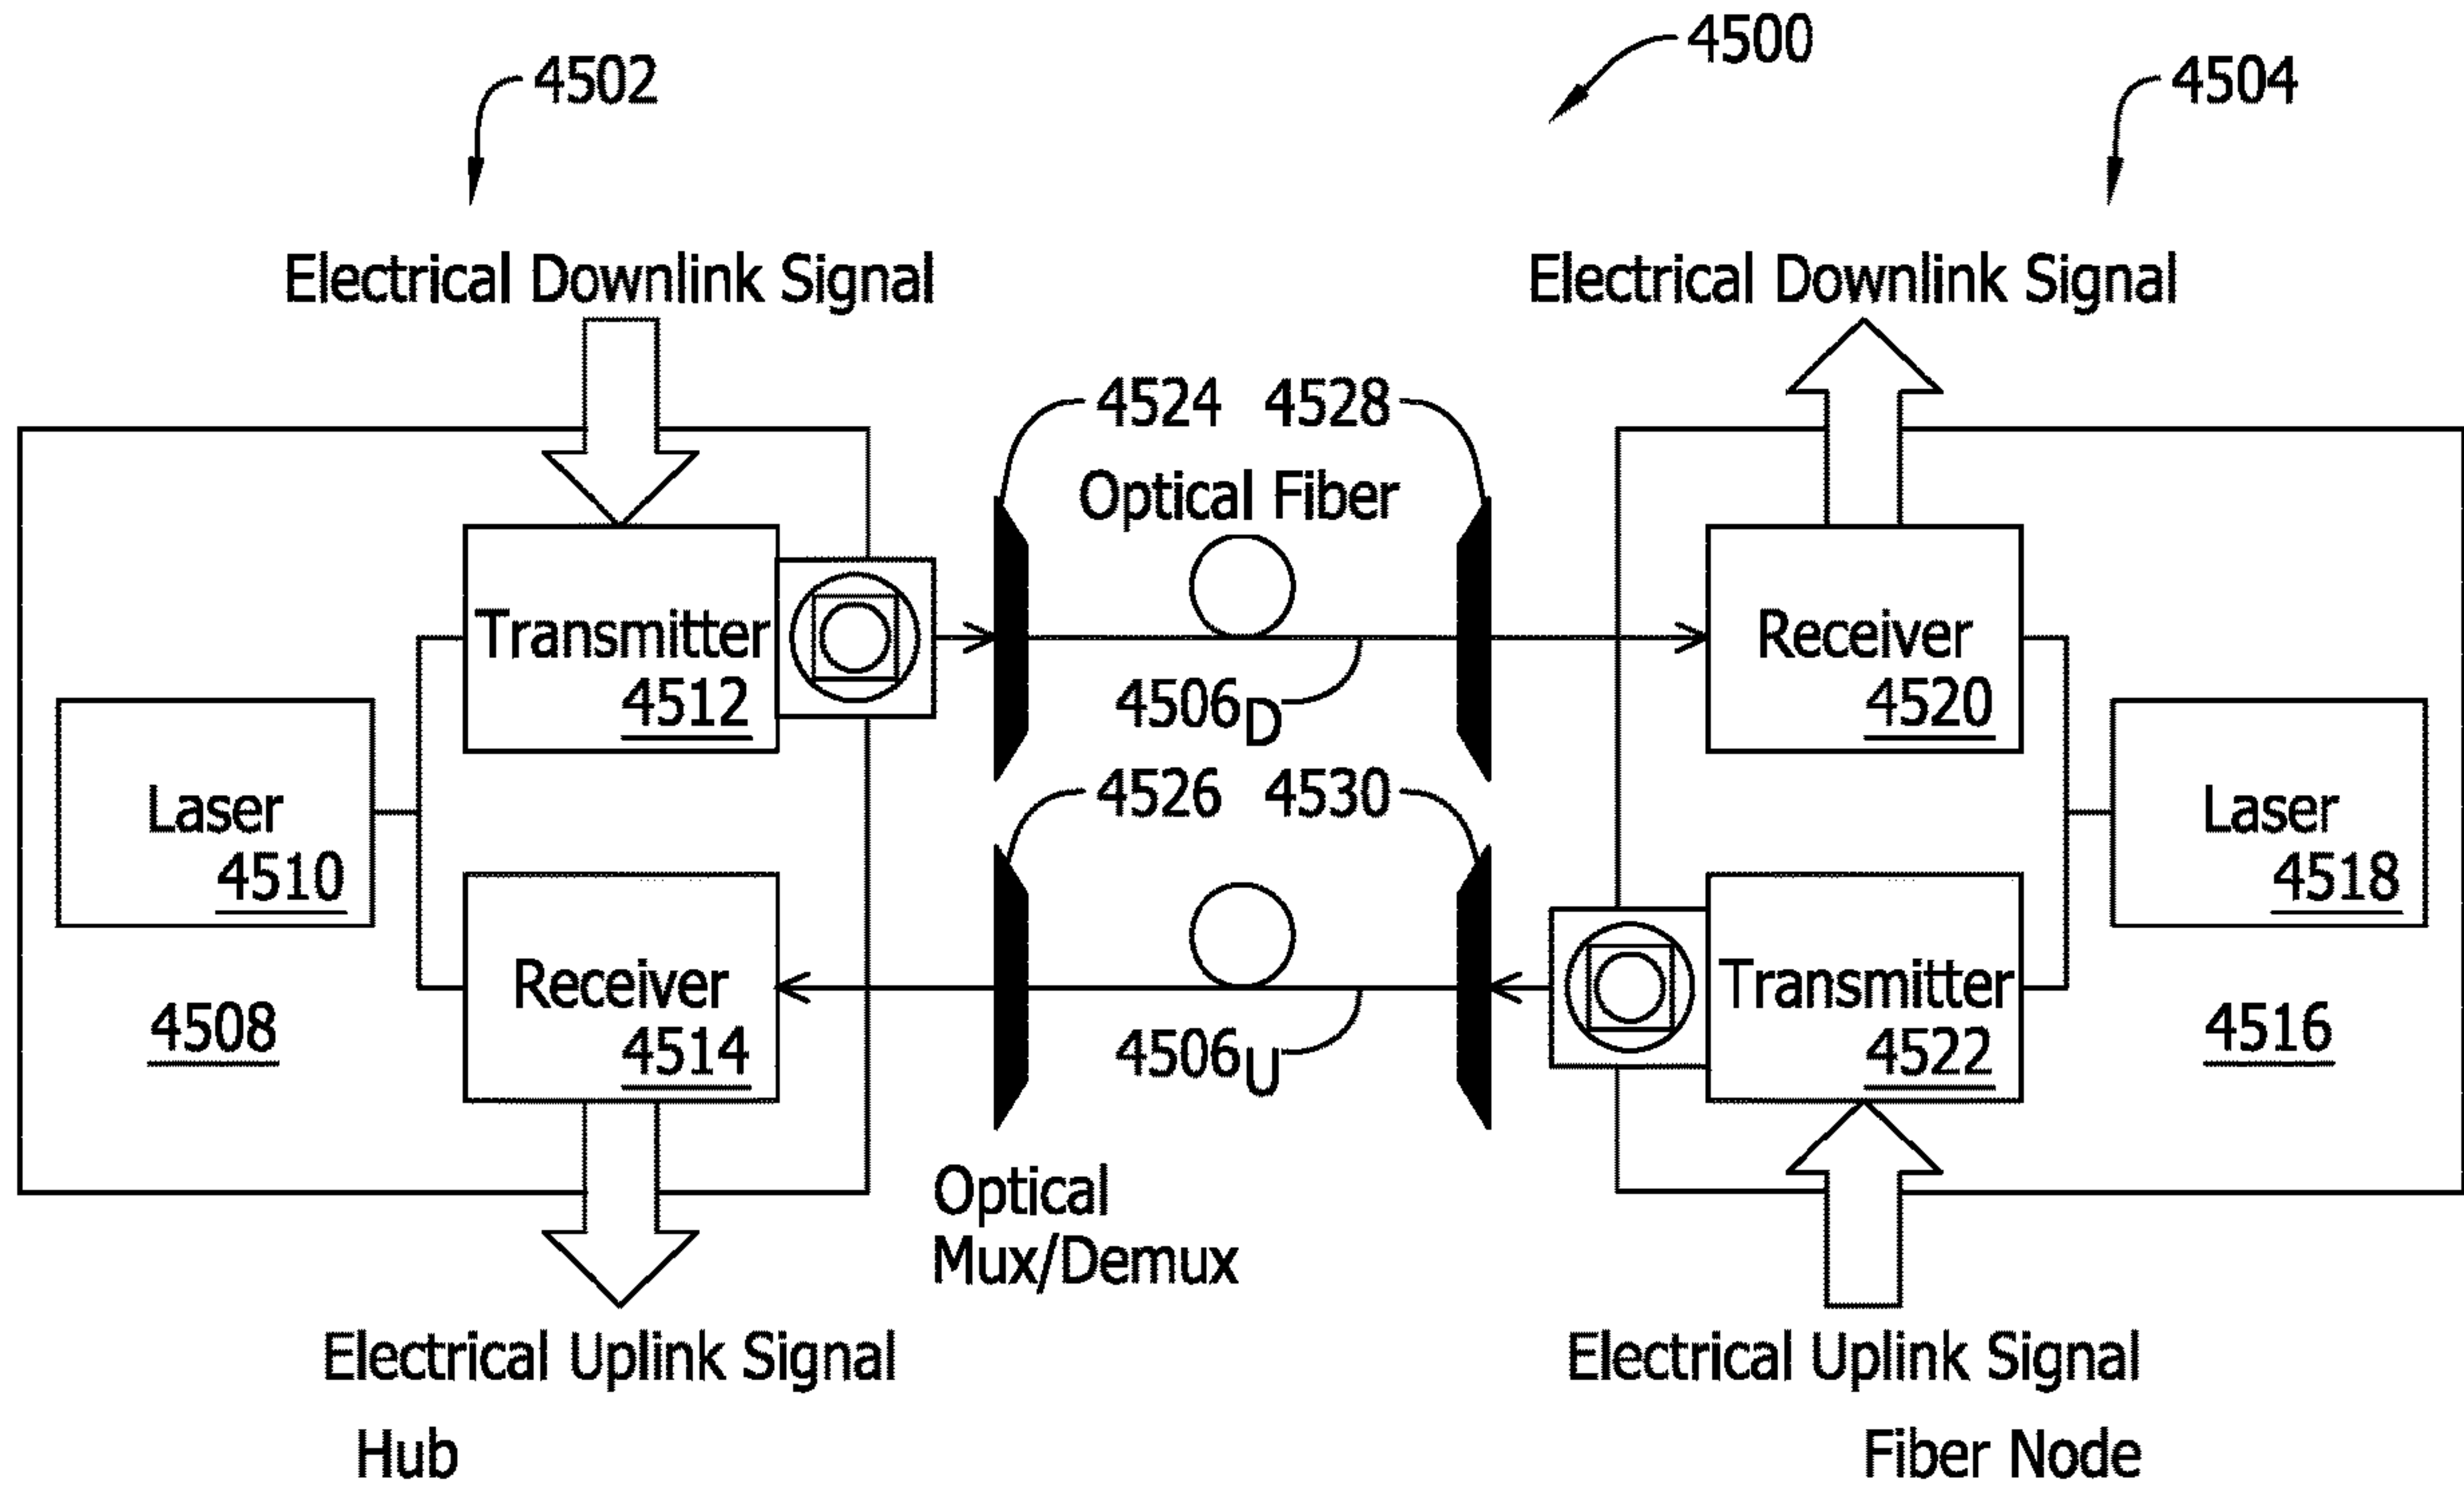 4500
4502
4504
Electrical Downlink Signal
Electrical Downlink Signal
4524
4528
Optical Fiber
Transmitter
4512
Receiver
4520
4506D
Laser
4510
4526
4530
Laser
4518
Receiver
4514
Transmitter
4522
4508
4506U
4516
Optical
Mux/Demux
Electrical Uplink Signal
Electrical Uplink Signal
Hub
Fiber Node